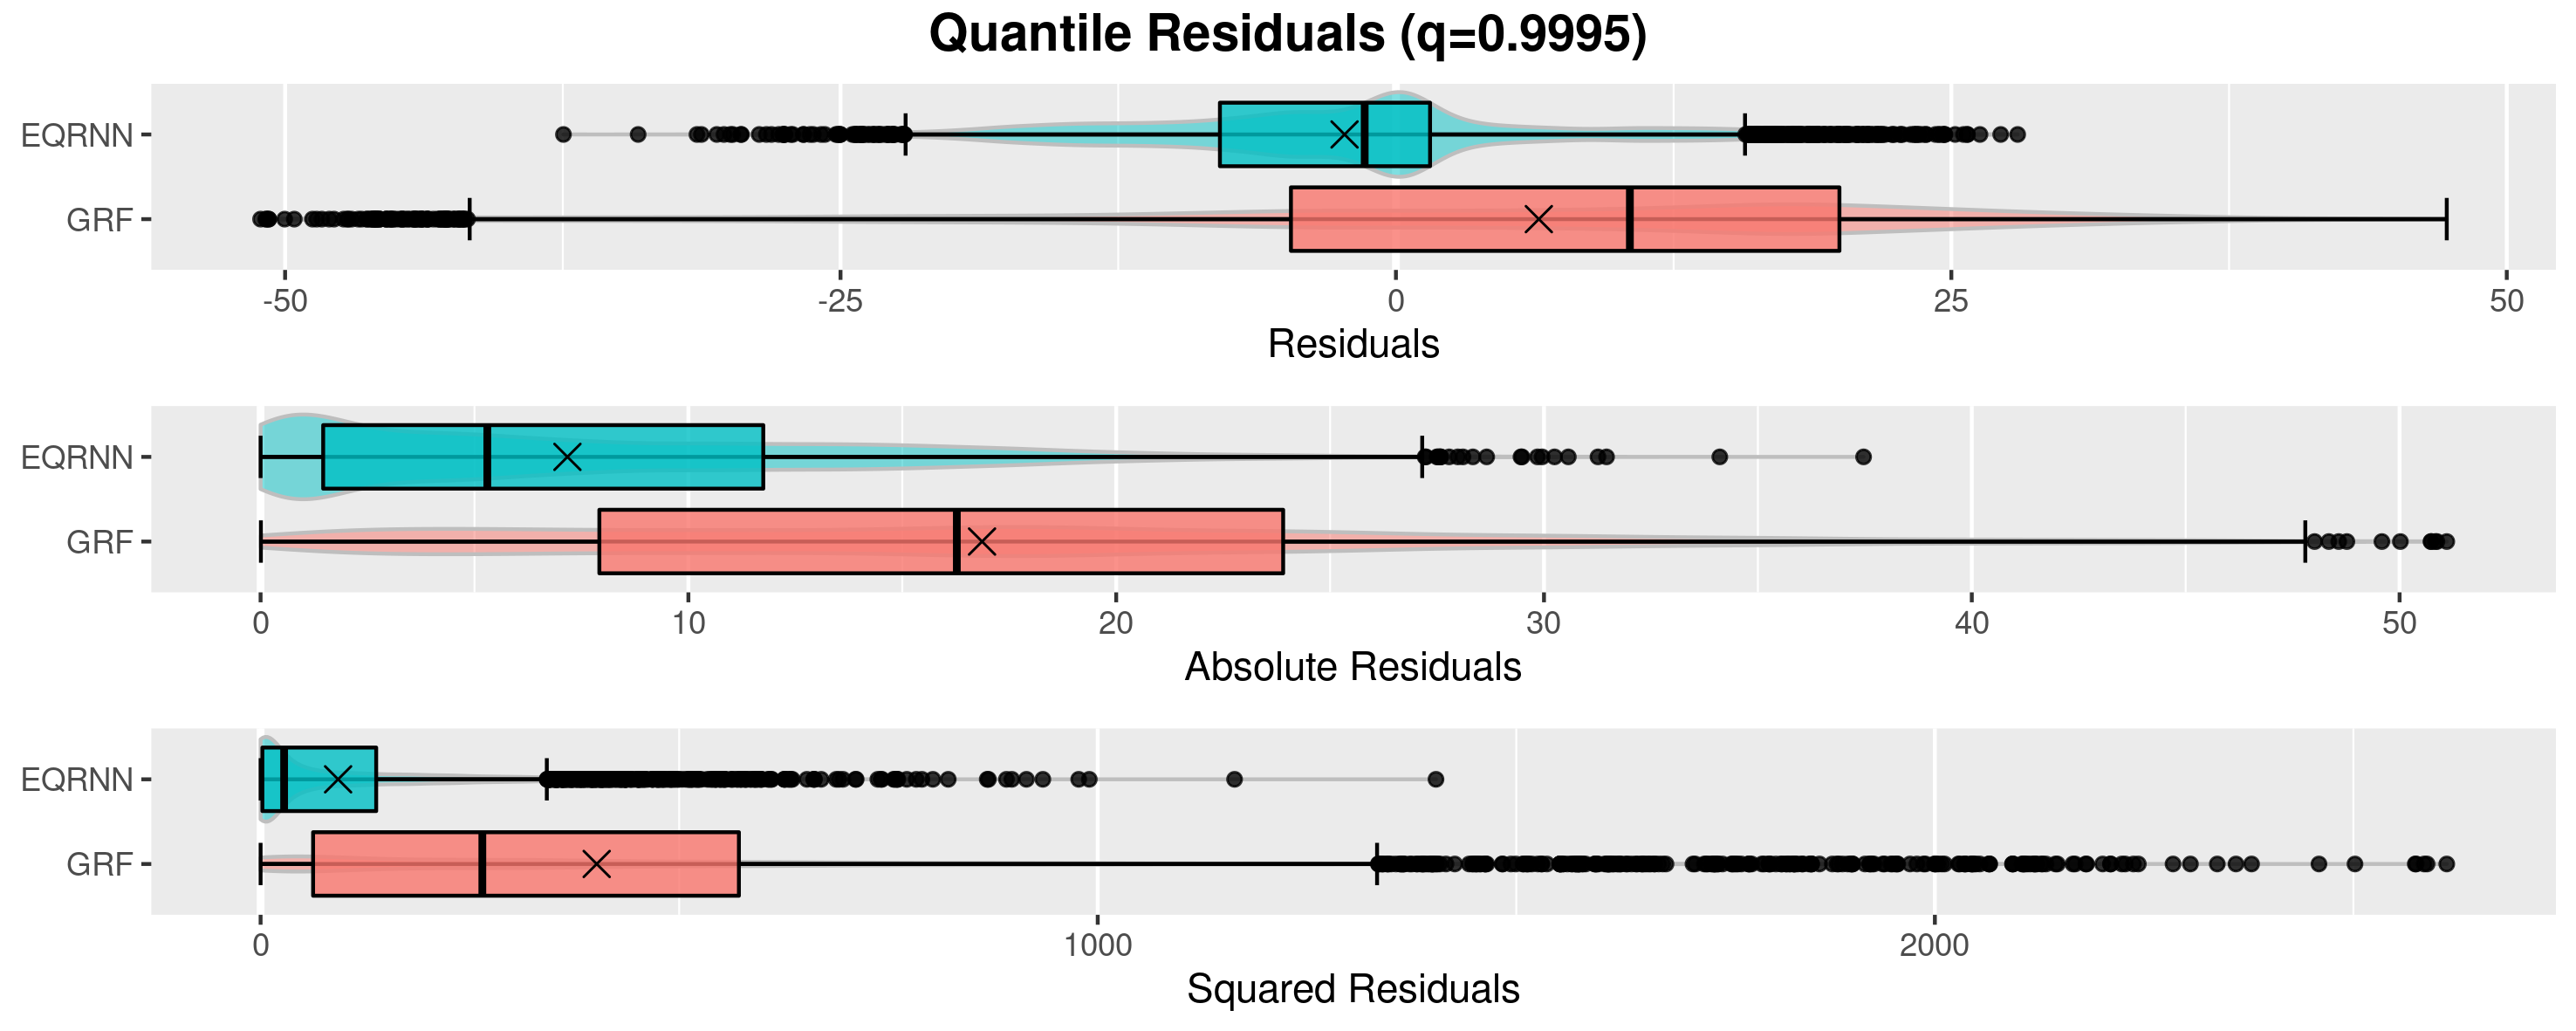 Quantile Residuals (q=0.9995)
EQRNN
GRF
-50 -25 0 25 50
Residuals
EQRNN
GRF
0 10 20 30 40 50
Absolute Residuals
EQRNN
GRF
0 1000 2000
Squared Residuals